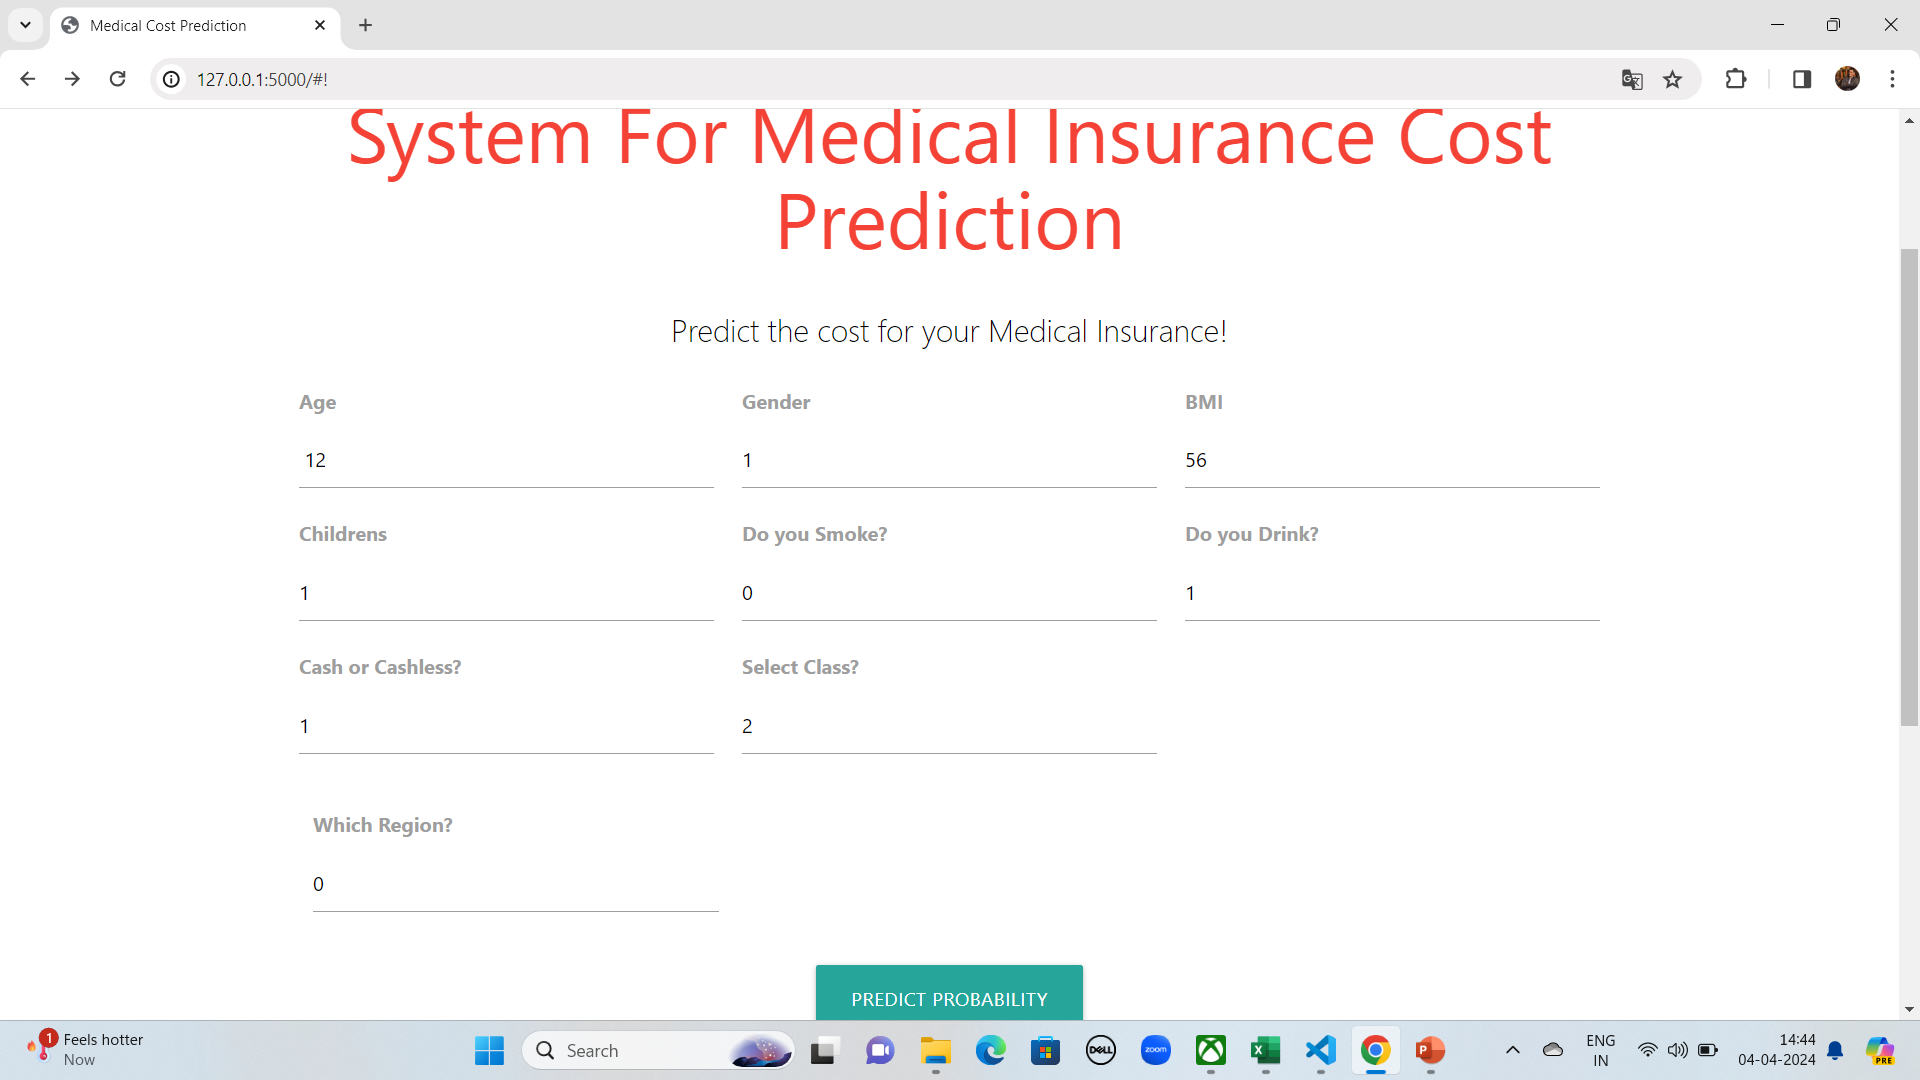 Medical Cost Prediction
127.0.0.1:5000/#!
System For Medical Insurance Cost
Prediction
Predict the cost for your Medical Insurance!
Age Gender BMI
12 1 56
Childrens Do you Smoke? Do you Drink?
1 0 1
Cash or Cashless? Select Class?
1 2
Which Region?
0
PREDICT PROBABILITY
1 Feels hotter
Now
Search
DELL
zoom
ENG
IN
14:44
04-04-2024
PRE